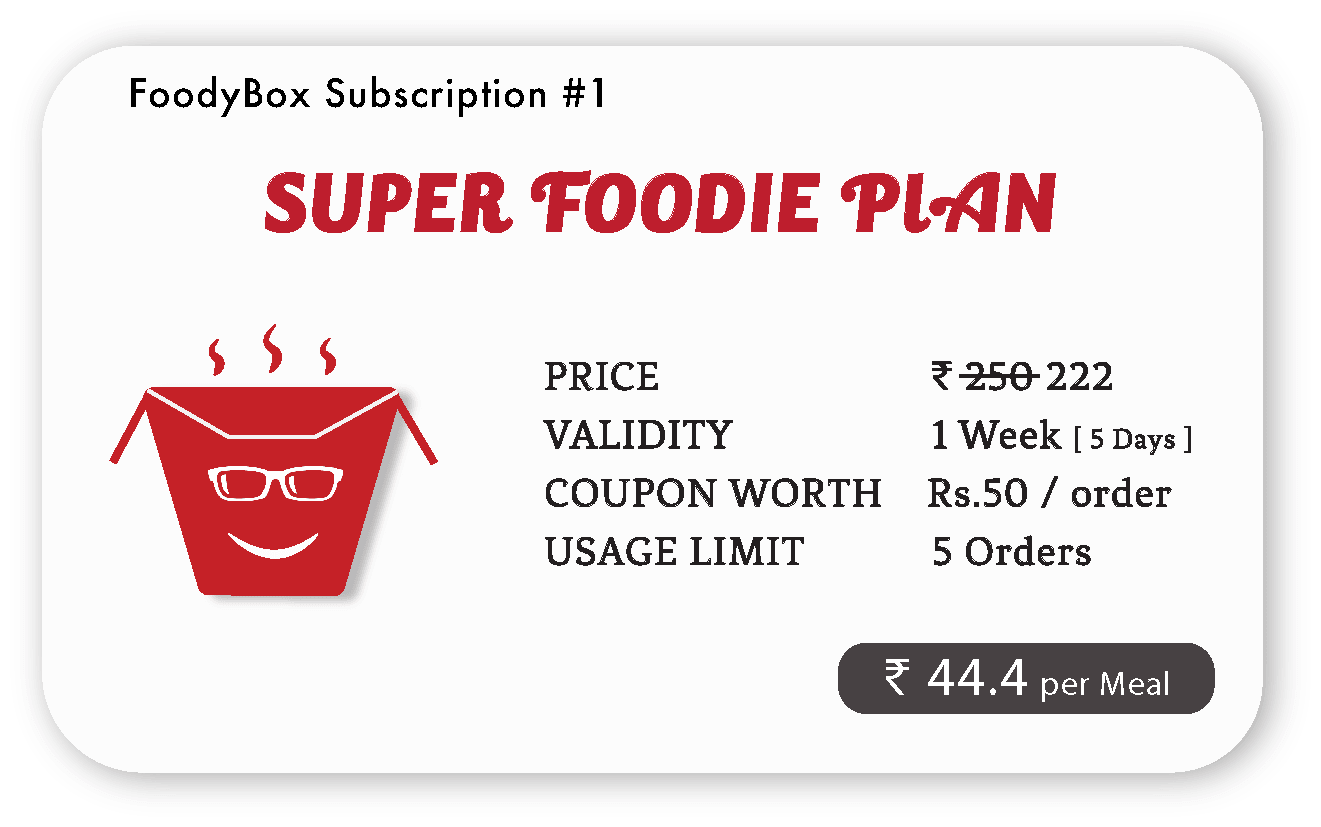 FoodyBox Subscription #1
SUPER FOODIE PlAN
PRICE ₹ 250 222
VALIDITY 1 Week [ 5 Days ]
COUPON WORTH Rs.50 / order
USAGE LIMIT 5 Orders
₹ 44.4 per Meal